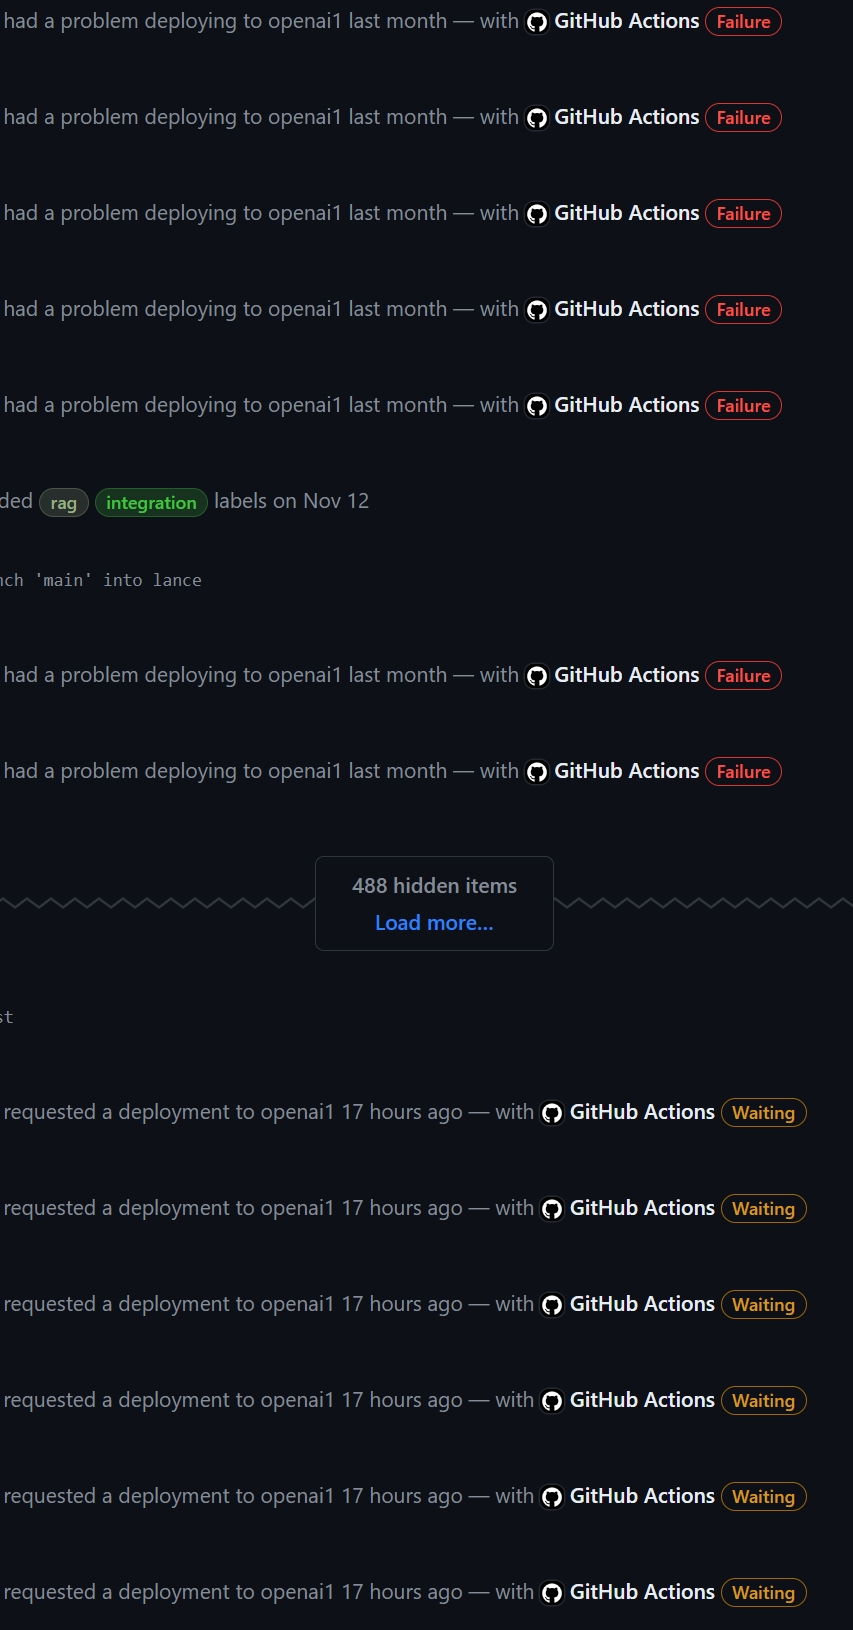 had a problem deploying to openai1 last month — with GitHub Actions Failure
had a problem deploying to openai1 last month — with GitHub Actions Failure
had a problem deploying to openai1 last month — with GitHub Actions Failure
had a problem deploying to openai1 last month — with GitHub Actions Failure
had a problem deploying to openai1 last month — with GitHub Actions Failure
ded rag integration labels on Nov 12
nch 'main' into lance
had a problem deploying to openai1 last month — with GitHub Actions Failure
had a problem deploying to openai1 last month — with GitHub Actions Failure
488 hidden items
Load more...
st
requested a deployment to openai1 17 hours ago — with GitHub Actions Waiting
requested a deployment to openai1 17 hours ago — with GitHub Actions Waiting
requested a deployment to openai1 17 hours ago — with GitHub Actions Waiting
requested a deployment to openai1 17 hours ago — with GitHub Actions Waiting
requested a deployment to openai1 17 hours ago — with GitHub Actions Waiting
requested a deployment to openai1 17 hours ago — with GitHub Actions Waiting